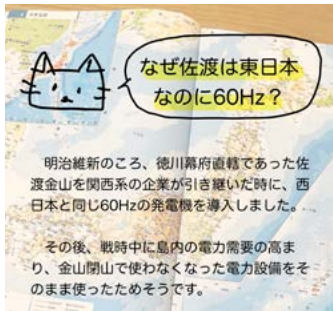 なぜ佐渡は東日本
なのに60Hz？
明治維新のころ、徳川幕府直轄であった佐
渡金山を関西系の企業が引き継いだ時に、西
日本と同じ60Hzの発電機を導入しました。
その後、戦時中に島内の電力需要の高ま
り、金山閉山で使わなくなった電力設備をそ
のまま使ったためそうです。